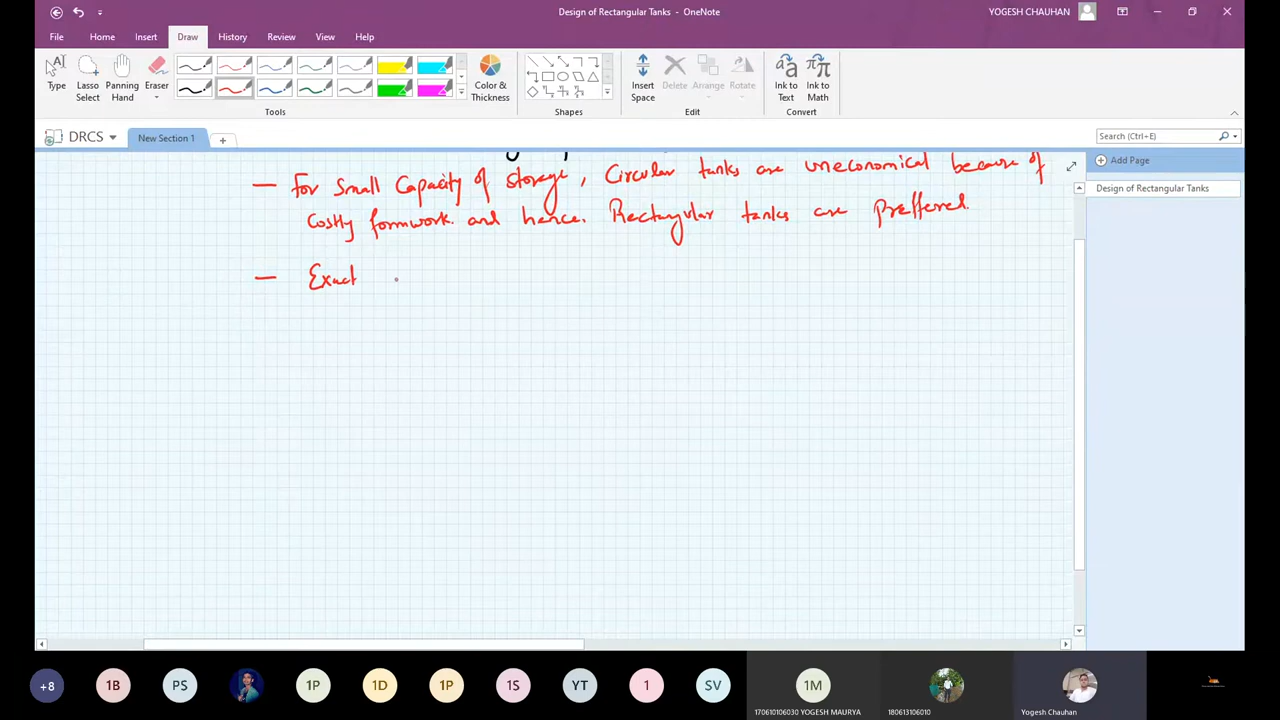 Design of Rectangular Tanks - OneNote
YOGESH CHAUHAN
File Home Insert Draw History Review View Help
Type
Lasso Select
Panning Hand
Eraser
Color & Thickness
Insert Space
Delete
Arrange
Rotate
Ink to Text
Ink to Math
Tools
Shapes
Edit
Convert
DRCS
New Section 1
Search (Ctrl+E)
Add Page
Design of Rectangular Tanks
— For Small Capacity of storage, Circular tanks are uneconomical because of
costly formwork. and hence. Rectangular tanks are preffered.
— Exact
+8 1B PS 1P 1D 1P 1S YT 1 SV 1M
170610106030 YOGESH MAURYA
180613106010
Yogesh Chauhan